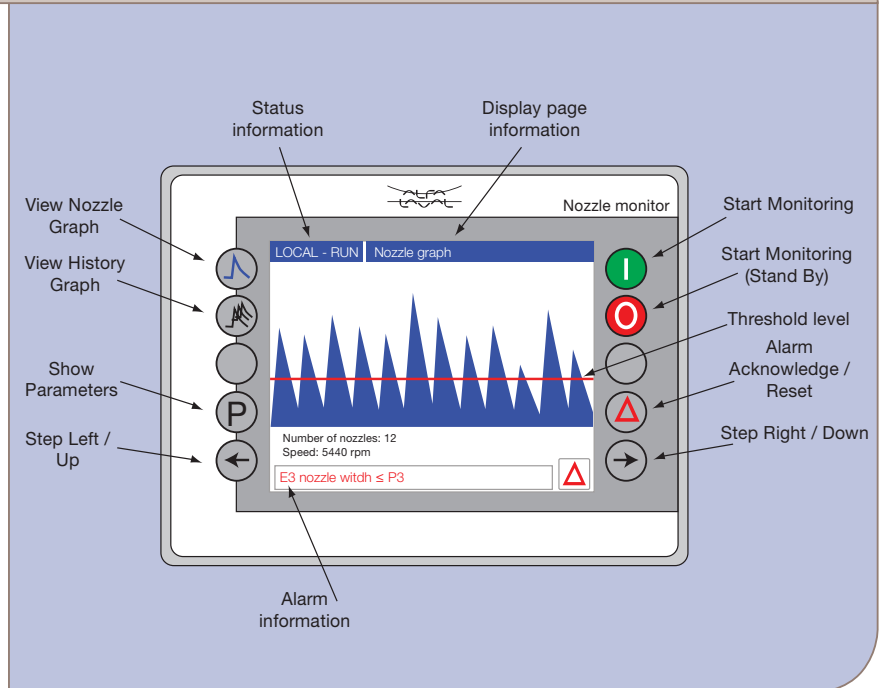 Status
information
Display page
information
View Nozzle
Graph
View History
Graph
Show
Parameters
Step Left /
Up
ALFA
LAVAL
Nozzle monitor
LOCAL - RUN
Nozzle graph
P
Number of nozzles: 12
Speed: 5440 rpm
E3 nozzle witdh ≤ P3
Start Monitoring
Start Monitoring
(Stand By)
Threshold level
Alarm
Acknowledge /
Reset
Step Right / Down
Alarm
information